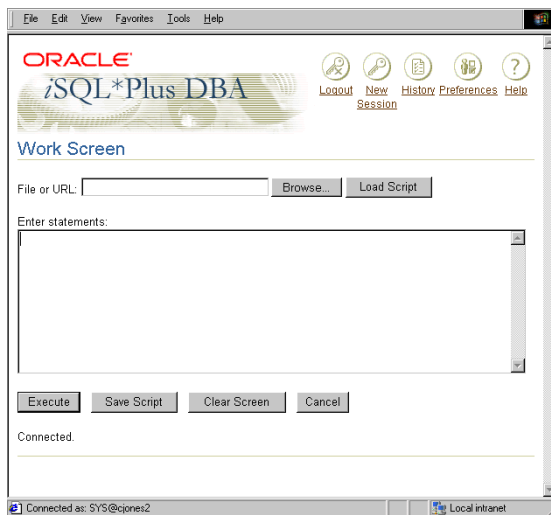 File Edit View Favorites Tools Help
ORACLE
iSQL*Plus DBA
Logout New Session History Preferences Help
Work Screen
File or URL: Browse... Load Script
Enter statements:
Execute Save Script Clear Screen Cancel
Connected.
Connected as: SYS@cjones2 Local intranet